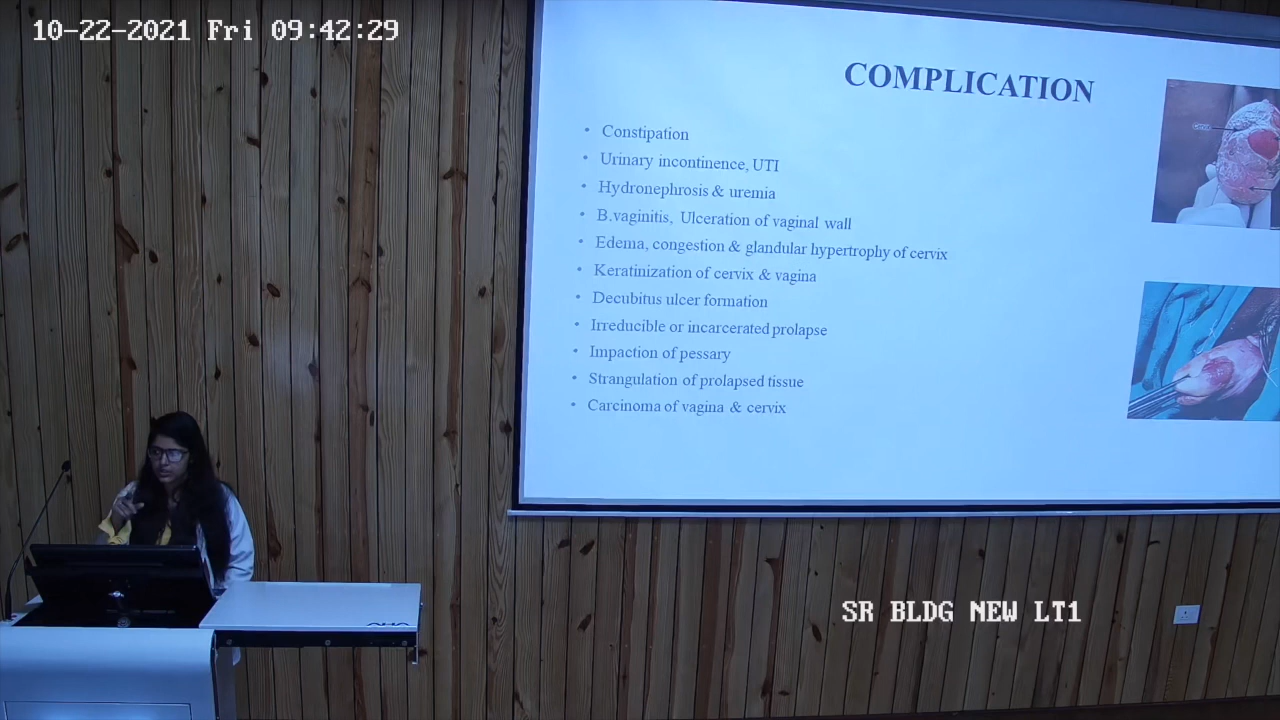 10-22-2021 Fri 09:42:29
COMPLICATION
• Constipation
• Urinary incontinence, UTI
• Hydronephrosis & uremia
• B.vaginitis, Ulceration of vaginal wall
• Edema, congestion & glandular hypertrophy of cervix
• Keratinization of cervix & vagina
• Decubitus ulcer formation
• Irreducible or incarcerated prolapse
• Impaction of pessary
• Strangulation of prolapsed tissue
• Carcinoma of vagina & cervix
SR BLDG NEW LT1